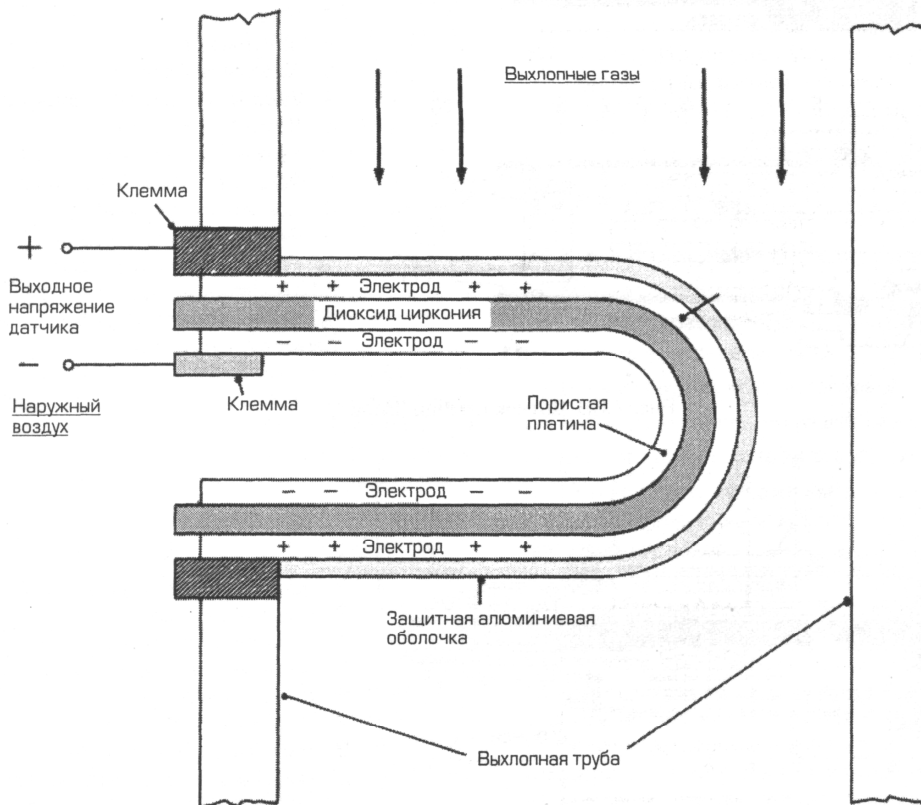 Выхлопные газы
Клемма
+
Выходное
напряжение
датчика
+ + Электрод + +
Диоксид циркония
− − Электрод − −
−
Клемма
Наружный
воздух
Пористая
платина
− − Электрод − −
+ + Электрод + +
Защитная алюминиевая
оболочка
Выхлопная труба